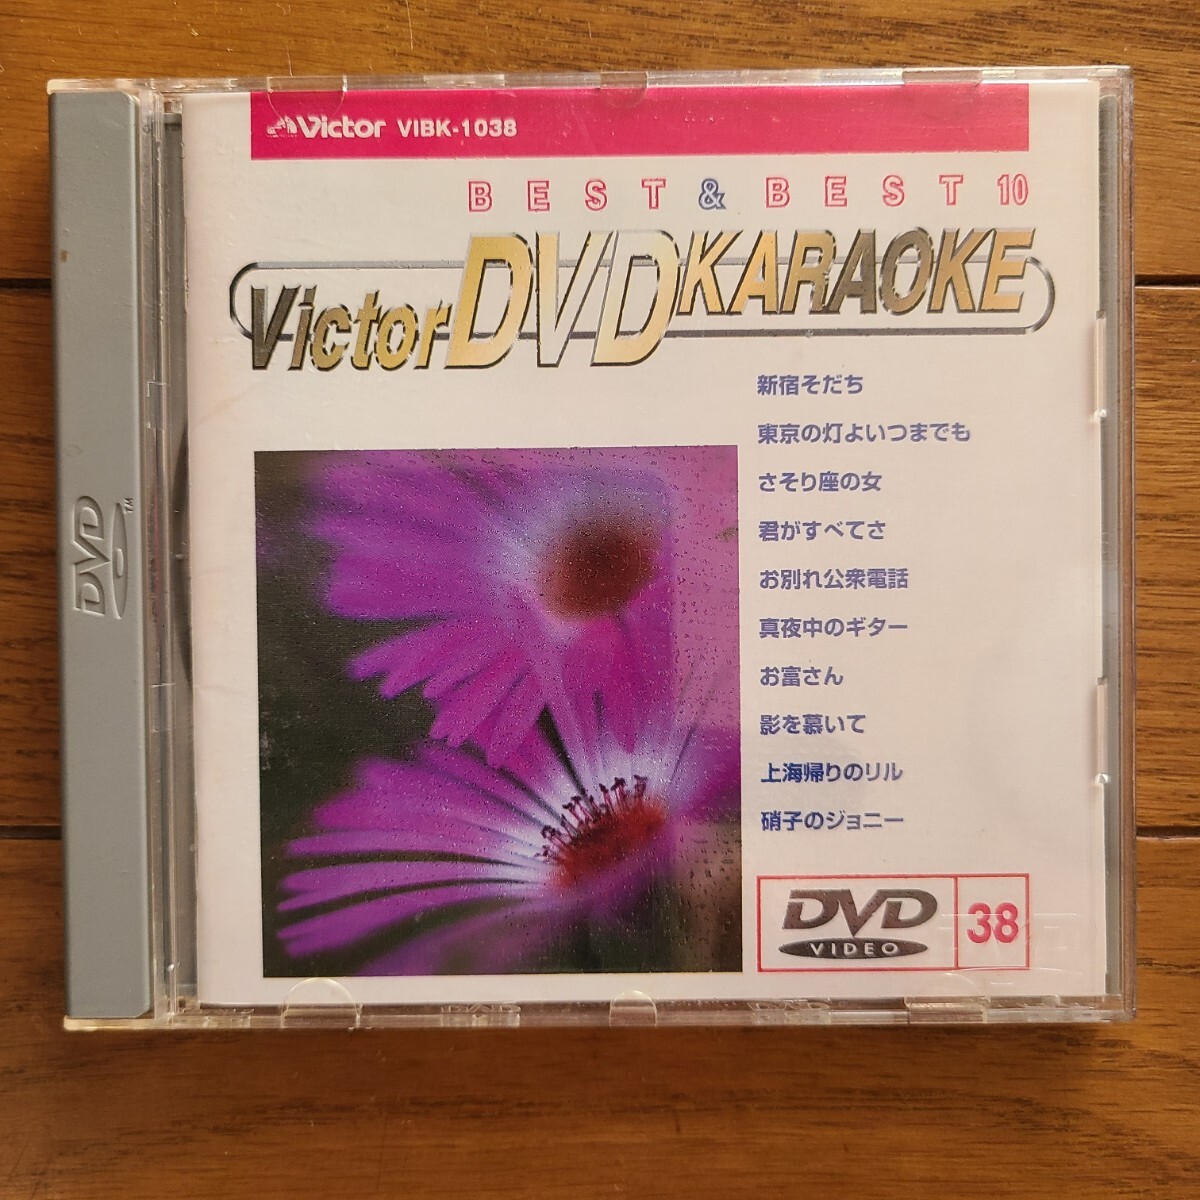 Victor VIBK-1038
BEST & BEST 10
Victor DVD KARAOKE
新宿そだち
東京の灯よいつまでも
さそり座の女
君がすべてさ
お別れ公衆電話
真夜中のギター
お富さん
影を慕いて
上海帰りのリル
硝子のジョニー
DVD
VIDEO
38
DVD™